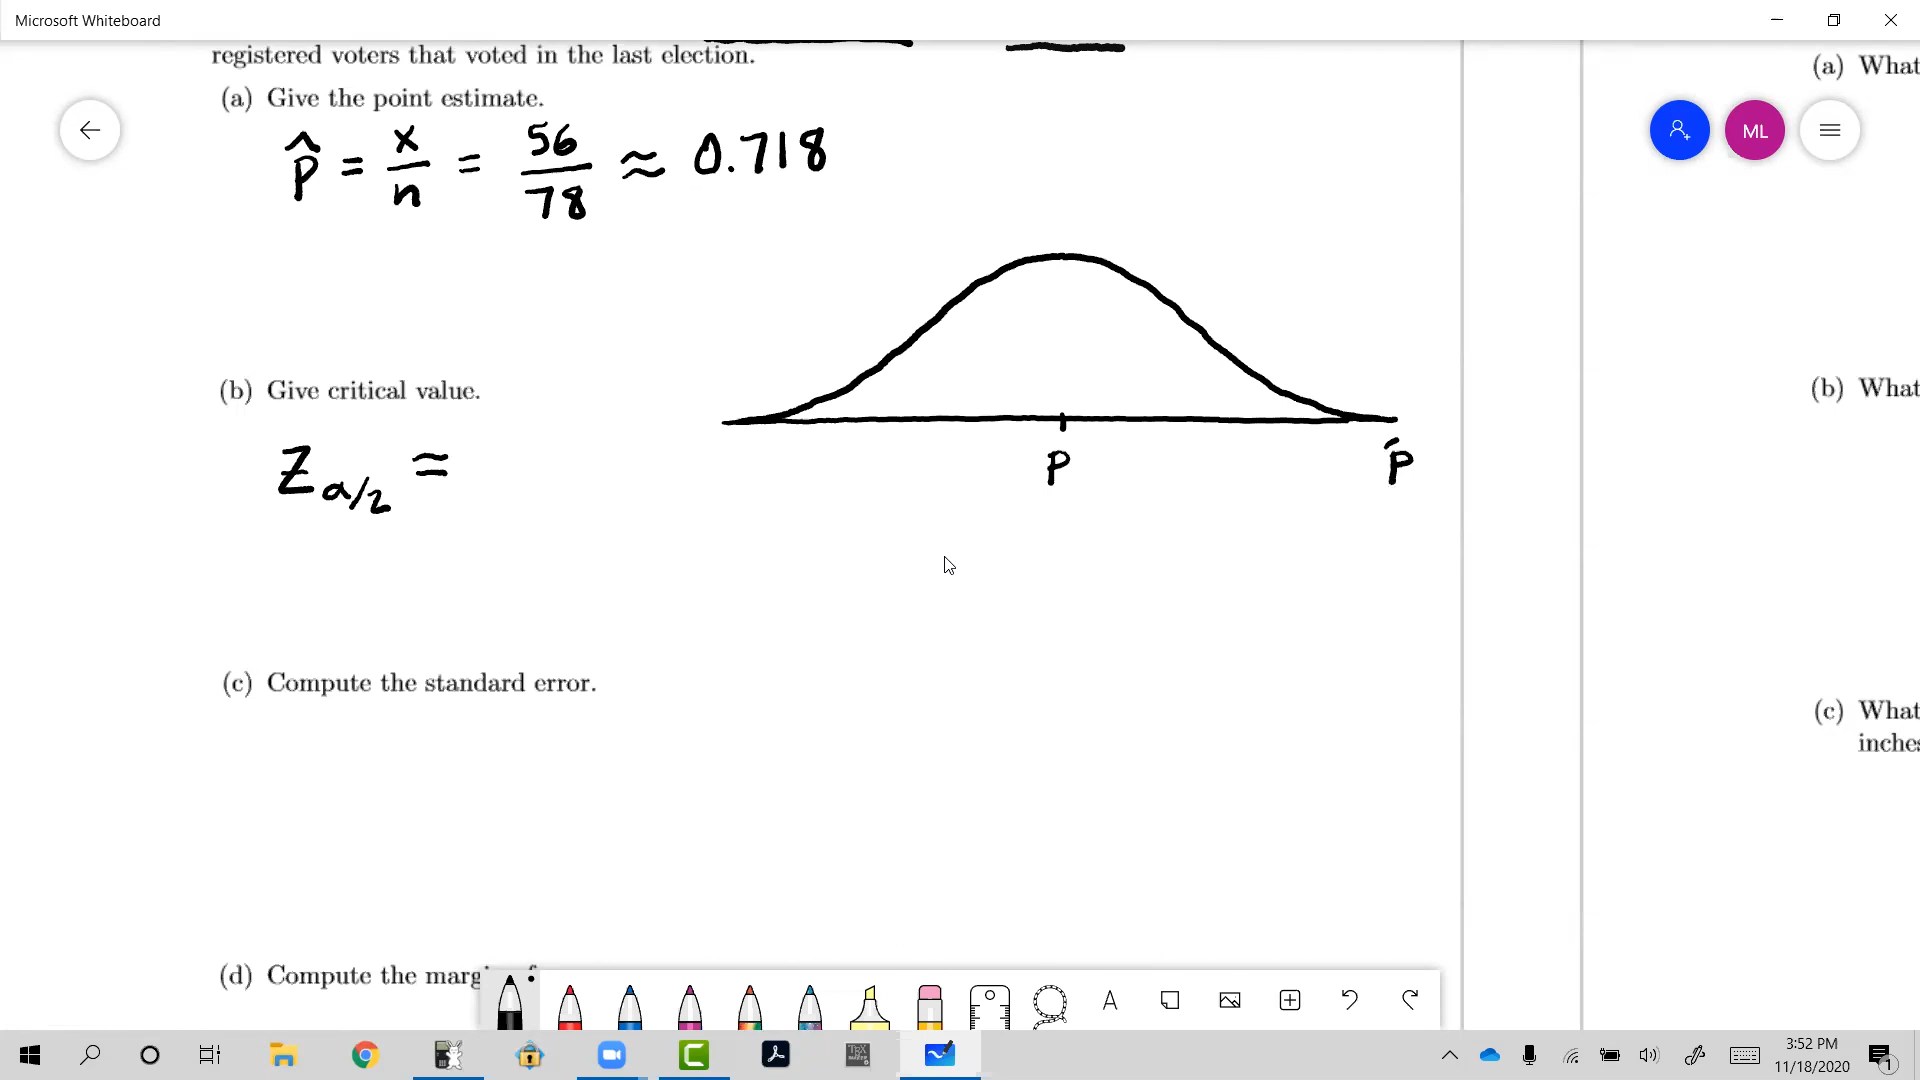 Microsoft Whiteboard
registered voters that voted in the last election.
(a) Give the point estimate.
p̂ = x/n = 56/78 ≈ 0.718
(b) Give critical value.
Z α/2 =
p
p̂
(c) Compute the standard error.
(d) Compute the marg
(a) What
ML
(b) What
(c) What
inches
A
3:52 PM
11/18/2020
1